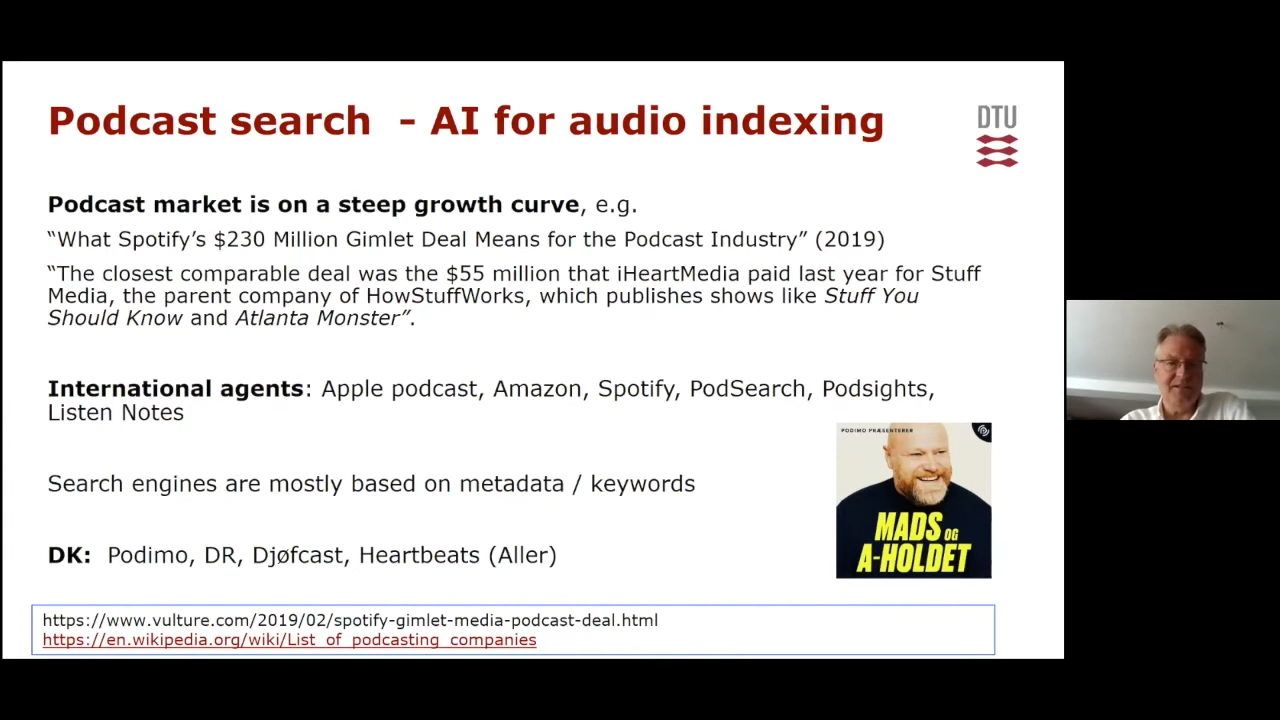 Podcast search - AI for audio indexing
DTU
Podcast market is on a steep growth curve, e.g.
“What Spotify’s $230 Million Gimlet Deal Means for the Podcast Industry” (2019)
“The closest comparable deal was the $55 million that iHeartMedia paid last year for Stuff
Media, the parent company of HowStuffWorks, which publishes shows like Stuff You
Should Know and Atlanta Monster”.
International agents: Apple podcast, Amazon, Spotify, PodSearch, Podsights,
Listen Notes
PODIMO PRÆSENTERER
MADS OG
A-HOLDET
Search engines are mostly based on metadata / keywords
DK: Podimo, DR, Djøfcast, Heartbeats (Aller)
https://www.vulture.com/2019/02/spotify-gimlet-media-podcast-deal.html
https://en.wikipedia.org/wiki/List_of_podcasting_companies